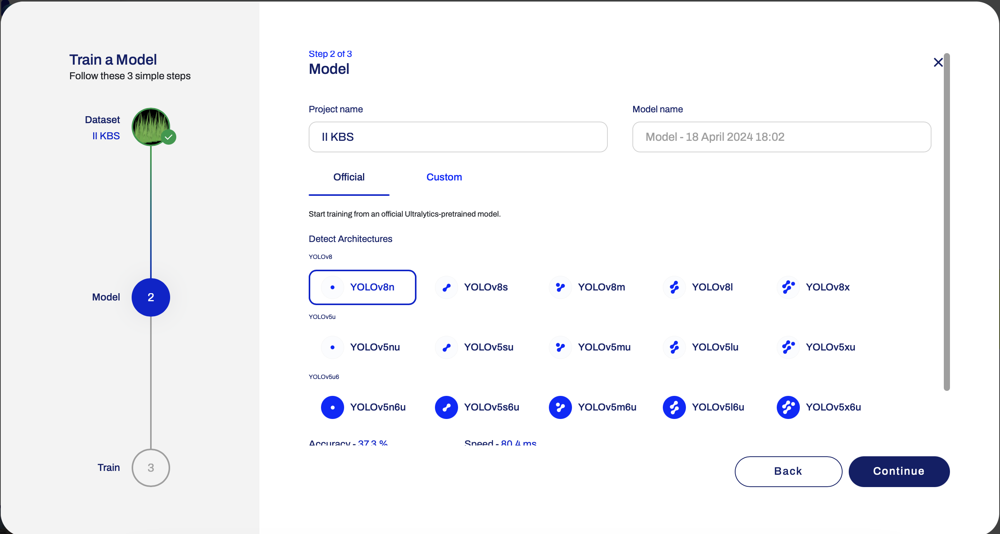 Train a Model
Follow these 3 simple steps
Dataset
II KBS
Model
2
Train
3
Step 2 of 3
Model
Project name
Model name
II KBS
Model - 18 April 2024 18:02
Official
Custom
Start training from an official Ultralytics-pretrained model.
Detect Architectures
YOLOv8
YOLOv8n
YOLOv8s
YOLOv8m
YOLOv8l
YOLOv8x
YOLOv5u
YOLOv5nu
YOLOv5su
YOLOv5mu
YOLOv5lu
YOLOv5xu
YOLOv5u6
YOLOv5n6u
YOLOv5s6u
YOLOv5m6u
YOLOv5l6u
YOLOv5x6u
Accuracy - 37.3 %
Speed - 80.4 ms
Back
Continue